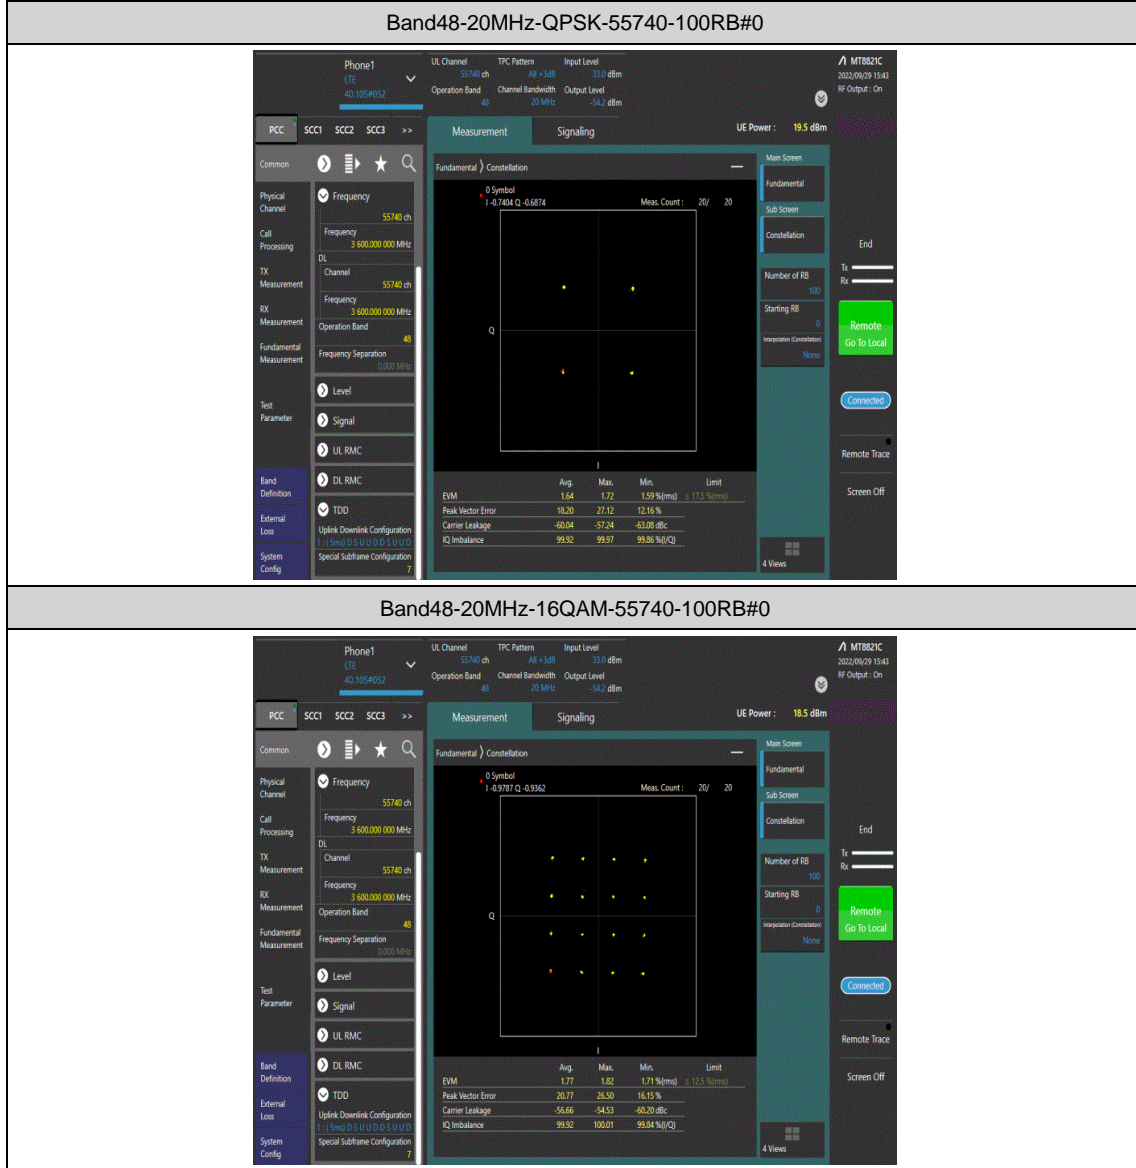 Band48-20MHz-QPSK-55740-100RB#0
Phone1
LTE
40.105#052
UL Channel TPC Pattern Input Level
55740 ch All +3dB 33.0 dBm
Operation Band Channel Bandwidth Output Level
48 20 MHz -54.2 dBm
MT8821C
2022/09/29 15:43
RF Output : On
PCC SCC1 SCC2 SCC3 >>
Measurement Signaling
UE Power : 19.5 dBm
Common
Physical Channel
Call Processing
TX Measurement
RX Measurement
Fundamental Measurement
Test Parameter
Band Definition
External Loss
System Config
Frequency
55740 ch
Frequency
3 600.000 000 MHz
DL
Channel
55740 ch
Frequency
3 600.000 000 MHz
Operation Band
48
Frequency Separation
0.000 MHz
Level
Signal
UL RMC
DL RMC
TDD
Uplink Downlink Configuration
1 : ( 5ms) D S U U D D S U U D
Special Subframe Configuration
7
Fundamental 〉 Constellation
0 Symbol
I -0.7404 Q -0.6874 Meas. Count : 20/ 20
Q
I
Avg. Max. Min. Limit
EVM 1.64 1.72 1.59 %(rms) ≤ 17.5 %(rms)
Peak Vector Error 18.20 27.12 12.16 %
Carrier Leakage -60.04 -57.24 -63.08 dBc
IQ Imbalance 99.92 99.97 99.86 %(I/Q)
Main Screen
Fundamental
Sub Screen
Constellation
Number of RB
100
Starting RB
0
Interpolation (Constellation)
None
4 Views
End
Tx
Rx
Remote
Go To Local
Connected
Remote Trace
Screen Off
Band48-20MHz-16QAM-55740-100RB#0
Phone1
LTE
40.105#052
UL Channel TPC Pattern Input Level
55740 ch All +3dB 33.0 dBm
Operation Band Channel Bandwidth Output Level
48 20 MHz -54.2 dBm
MT8821C
2022/09/29 15:43
RF Output : On
PCC SCC1 SCC2 SCC3 >>
Measurement Signaling
UE Power : 18.5 dBm
Common
Physical Channel
Call Processing
TX Measurement
RX Measurement
Fundamental Measurement
Test Parameter
Band Definition
External Loss
System Config
Frequency
55740 ch
Frequency
3 600.000 000 MHz
DL
Channel
55740 ch
Frequency
3 600.000 000 MHz
Operation Band
48
Frequency Separation
0.000 MHz
Level
Signal
UL RMC
DL RMC
TDD
Uplink Downlink Configuration
1 : ( 5ms) D S U U D D S U U D
Special Subframe Configuration
7
Fundamental 〉 Constellation
0 Symbol
I -0.9787 Q -0.9362 Meas. Count : 20/ 20
Q
I
Avg. Max. Min. Limit
EVM 1.77 1.82 1.71 %(rms) ≤ 12.5 %(rms)
Peak Vector Error 20.77 26.50 16.15 %
Carrier Leakage -56.66 -54.53 -60.20 dBc
IQ Imbalance 99.92 100.01 99.84 %(I/Q)
Main Screen
Fundamental
Sub Screen
Constellation
Number of RB
100
Starting RB
0
Interpolation (Constellation)
None
4 Views
End
Tx
Rx
Remote
Go To Local
Connected
Remote Trace
Screen Off